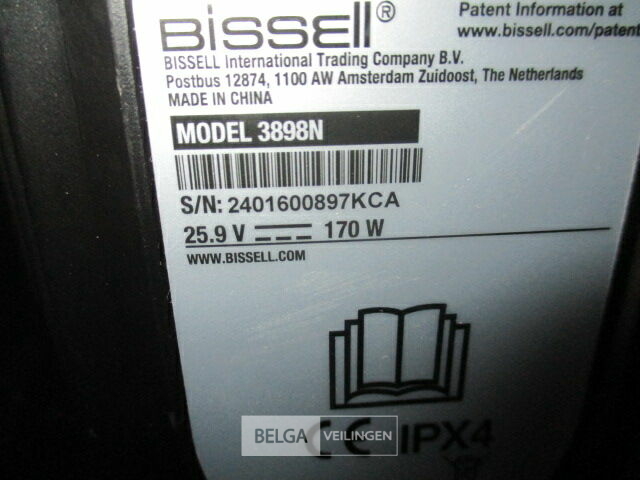 BISSELL®
Patent Information at
www.bissell.com/patent
BISSELL International Trading Company B.V.
Postbus 12874, 1100 AW Amsterdam Zuidoost, The Netherlands
MADE IN CHINA
MODEL 3898N
S/N: 2401600897KCA
25.9 V 170 W
WWW.BISSELL.COM
CE IPX4
BELGA VEILINGEN